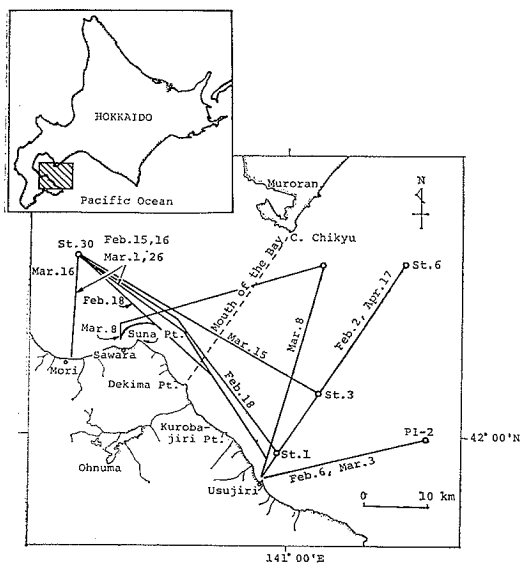 HOKKAIDO
Pacific Ocean
Muroran
N
C. Chikyu
St.30
Feb.15,16
Mar.1,26
St.6
Mar.16
Mouth of the Bay
Feb.18
Feb.2, Apr.17
Mar.8
Mar.8
Suna Pt.
Mar.15
Sawara
Mori
Dekima Pt.
Feb.18
St.3
Kuroba-
jiri Pt.
PI-2
42°00'N
St.1
Ohnuma
Feb.6, Mar.3
Usujiri
0 10 km
141°00'E